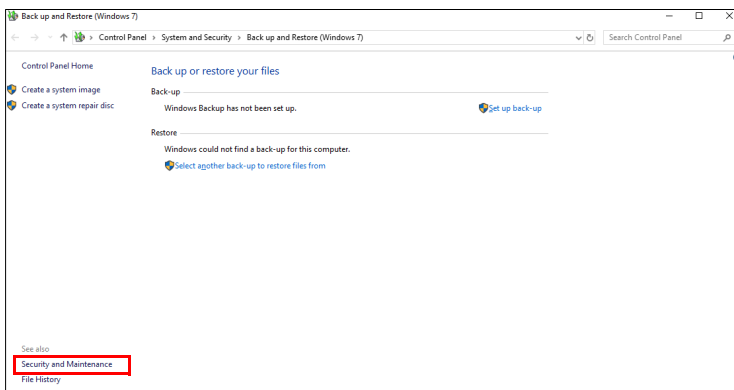 Back up and Restore (Windows 7)
Control Panel > System and Security > Back up and Restore (Windows 7)
Search Control Panel
Control Panel Home
Create a system image
Create a system repair disc
Back up or restore your files
Back-up
Windows Backup has not been set up.
Set up back-up
Restore
Windows could not find a back-up for this computer.
Select another back-up to restore files from
See also
Security and Maintenance
File History